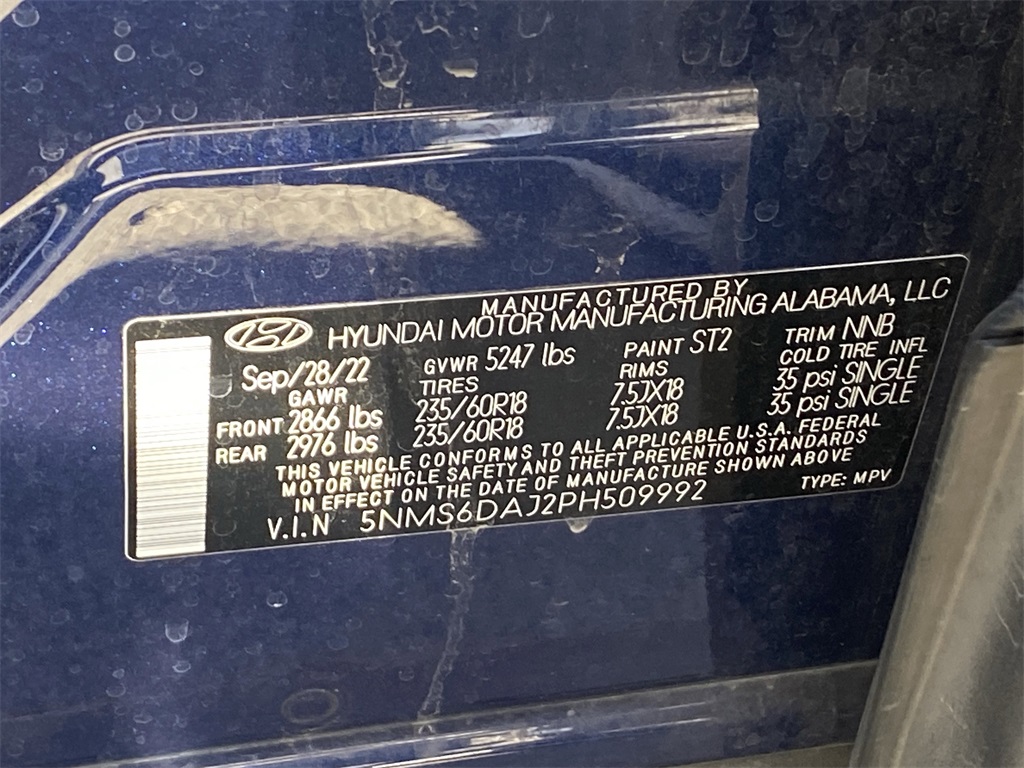 MANUFACTURED BY
HYUNDAI MOTOR MANUFACTURING ALABAMA, LLC
Sep/28/22 GVWR 5247 lbs PAINT ST2 TRIM NNB
GAWR TIRES RIMS COLD TIRE INFL
FRONT 2866 lbs 235/60R18 7.5JX18 35 psi SINGLE
REAR 2976 lbs 235/60R18 7.5JX18 35 psi SINGLE
THIS VEHICLE CONFORMS TO ALL APPLICABLE U.S.A. FEDERAL
MOTOR VEHICLE SAFETY AND THEFT PREVENTION STANDARDS
IN EFFECT ON THE DATE OF MANUFACTURE SHOWN ABOVE
V.I.N 5NMS6DAJ2PH509992 TYPE: MPV